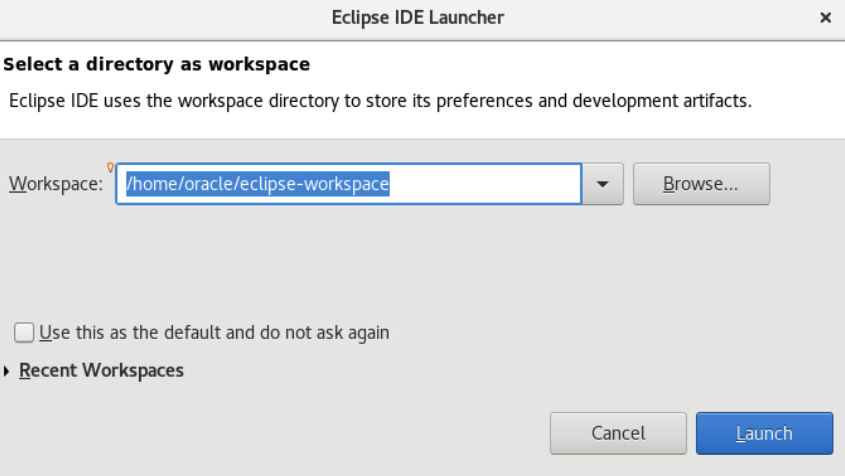 Eclipse IDE Launcher
Select a directory as workspace
Eclipse IDE uses the workspace directory to store its preferences and development artifacts.
Workspace: /home/oracle/eclipse-workspace Browse...
Use this as the default and do not ask again
Recent Workspaces
Cancel Launch